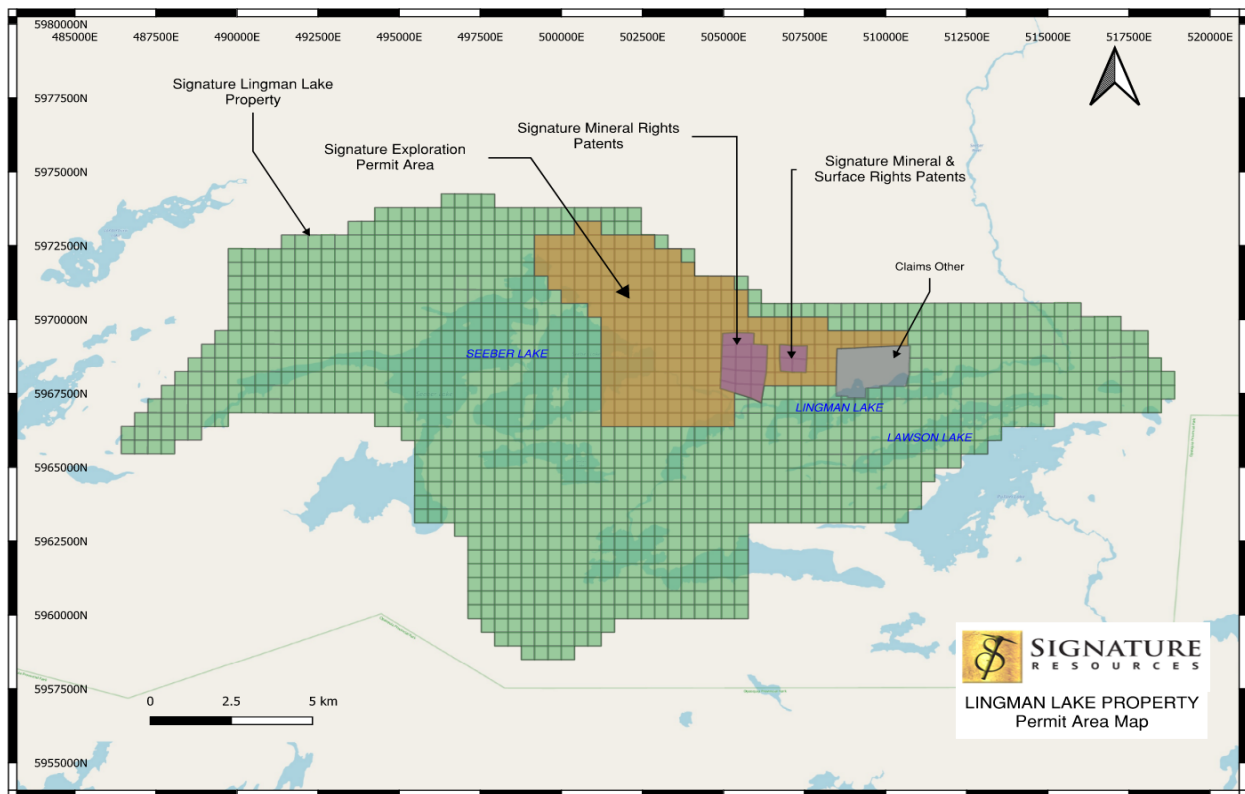 5980000N
485000E 487500E 490000E 492500E 495000E 497500E 500000E 502500E 505000E 507500E 510000E 512500E 515000E 517500E 520000E
5977500N
Signature Lingman Lake
Property
Signature Exploration
Permit Area
Signature Mineral Rights
Patents
Signature Mineral &
Surface Rights Patents
5975000N
5972500N
Claims Other
5970000N
SEEBER LAKE
5967500N
LINGMAN LAKE
LAWSON LAKE
5965000N
5962500N
5960000N
5957500N
5955000N
0 2.5 5 km
S
SIGNATURE
RESOURCES
LINGMAN LAKE PROPERTY
Permit Area Map